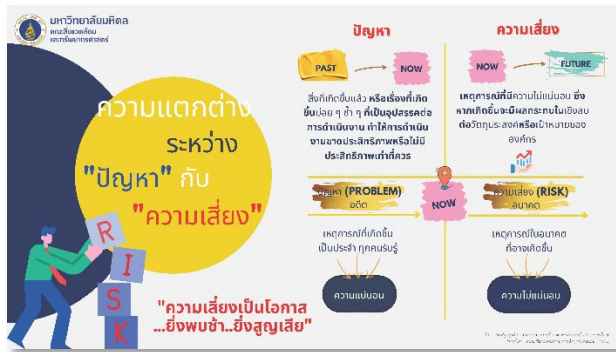 มหาวิทยาลัยมหิดล
คณะสิ่งแวดล้อม
และทรัพยากรศาสตร์
ความแตกต่าง
ระหว่าง
"ปัญหา" กับ
"ความเสี่ยง"
R
I
S
K
"ความเสี่ยงเป็นโอกาส
...ยิ่งพบช้า..ยิ่งสูญเสีย"
ปัญหา
PAST
NOW
สิ่งที่เกิดขึ้นแล้ว หรือเรื่องที่เกิด
ขึ้นบ่อย ๆ ซ้ำ ๆ ที่เป็นอุปสรรคต่อ
การดำเนินงาน ทำให้การดำเนิน
งานขาดประสิทธิภาพหรือไม่มี
ประสิทธิภาพเท่าที่ควร
ความเสี่ยง
NOW
FUTURE
เหตุการณ์ที่มีความไม่แน่นอน ซึ่ง
หากเกิดขึ้นจะมีผลกระทบในเชิงลบ
ต่อวัตถุประสงค์หรือเป้าหมายของ
องค์กร
ปัญหา (PROBLEM)
อดีต
NOW
ความเสี่ยง (RISK)
อนาคต
เหตุการณ์ที่เกิดขึ้น
เป็นประจำ ทุกคนรับรู้
ความแน่นอน
เหตุการณ์ในอนาคต
ที่อาจเกิดขึ้น
ความไม่แน่นอน